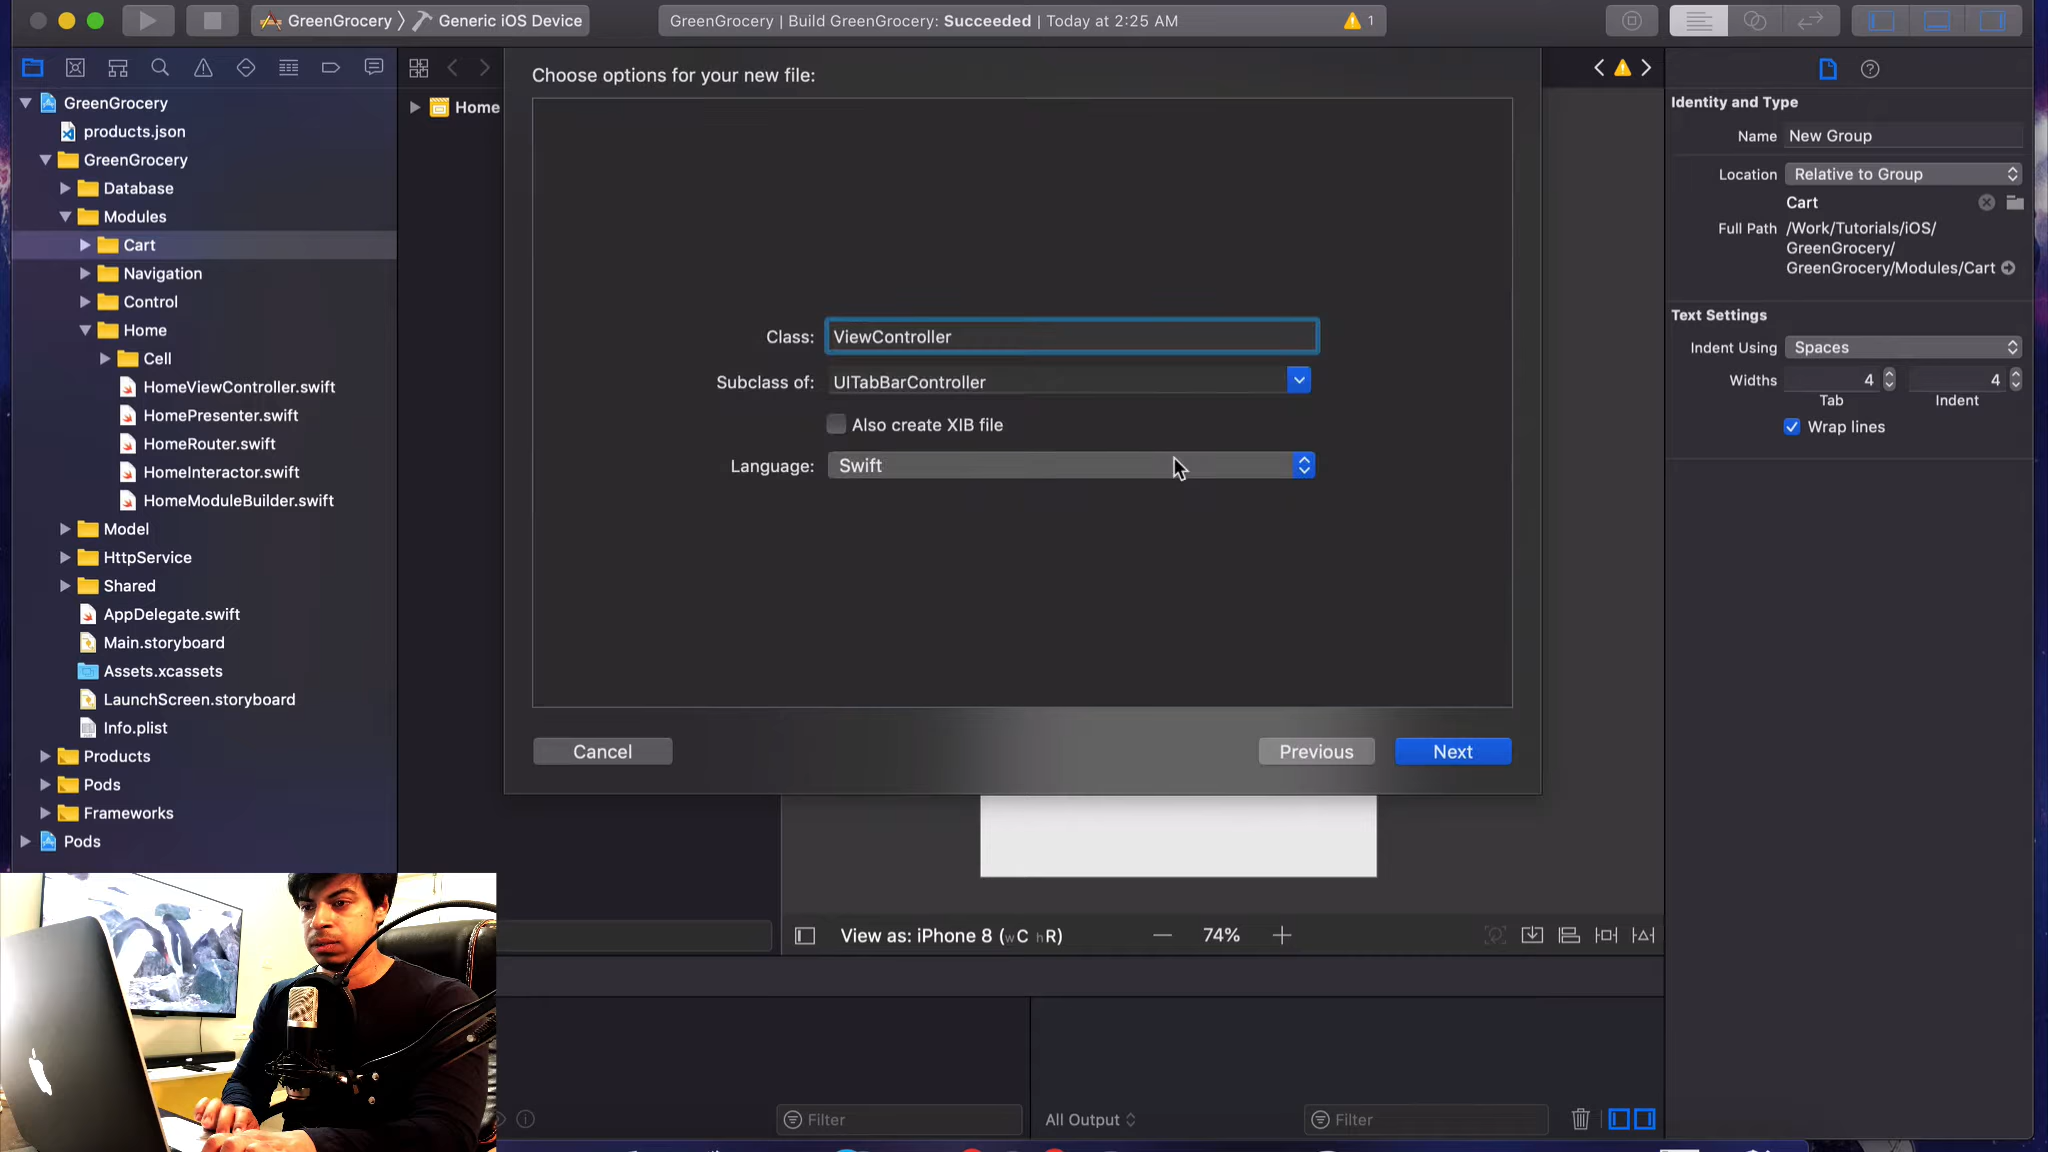 GreenGrocery
Generic iOS Device
GreenGrocery | Build GreenGrocery: Succeeded | Today at 2:25 AM
1
GreenGrocery
products.json
GreenGrocery
Database
Modules
Cart
Navigation
Control
Home
Cell
HomeViewController.swift
HomePresenter.swift
HomeRouter.swift
HomeInteractor.swift
HomeModuleBuilder.swift
Model
HttpService
Shared
AppDelegate.swift
Main.storyboard
Assets.xcassets
LaunchScreen.storyboard
Info.plist
Products
Pods
Frameworks
Pods
Home
Choose options for your new file:
Class: ViewController
Subclass of: UITabBarController
Also create XIB file
Language: Swift
Cancel
Previous
Next
View as: iPhone 8 (wC hR)
74%
Filter
All Output
Filter
Identity and Type
Name New Group
Location Relative to Group
Cart
Full Path /Work/Tutorials/iOS/
GreenGrocery/
GreenGrocery/Modules/Cart
Text Settings
Indent Using Spaces
Widths 4 4
Tab Indent
Wrap lines